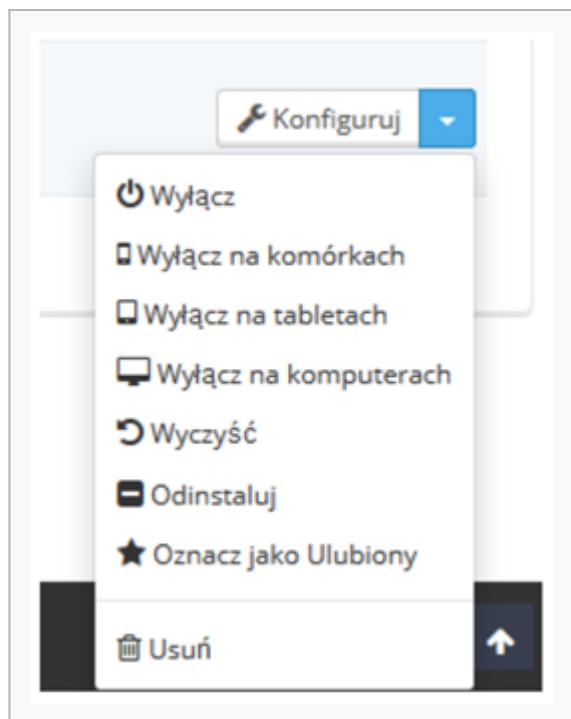 Konfiguruj
Wyłącz
Wyłącz na komórkach
Wyłącz na tabletach
Wyłącz na komputerach
Wyczyść
Odinstaluj
Oznacz jako Ulubiony
Usuń